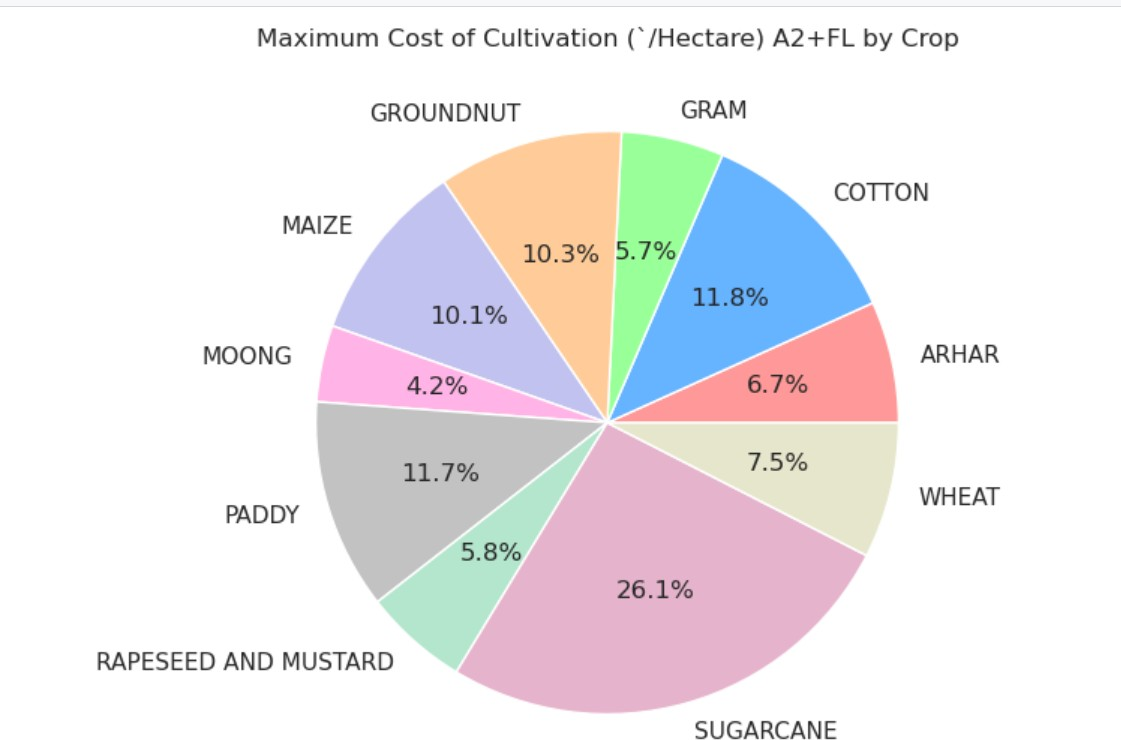 Maximum Cost of Cultivation (`/Hectare) A2+FL by Crop
GROUNDNUT
GRAM
COTTON
MAIZE
10.3%
5.7%
11.8%
10.1%
MOONG
ARHAR
4.2%
6.7%
11.7%
7.5%
PADDY
WHEAT
5.8%
26.1%
RAPESEED AND MUSTARD
SUGARCANE